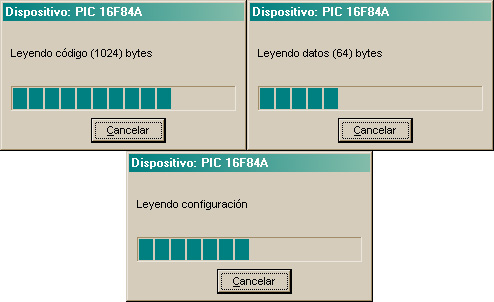 Dispositivo: PIC 16F84A
Leyendo código (1024) bytes
Cancelar
Dispositivo: PIC 16F84A
Leyendo datos (64) bytes
Cancelar
Dispositivo: PIC 16F84A
Leyendo configuración
Cancelar